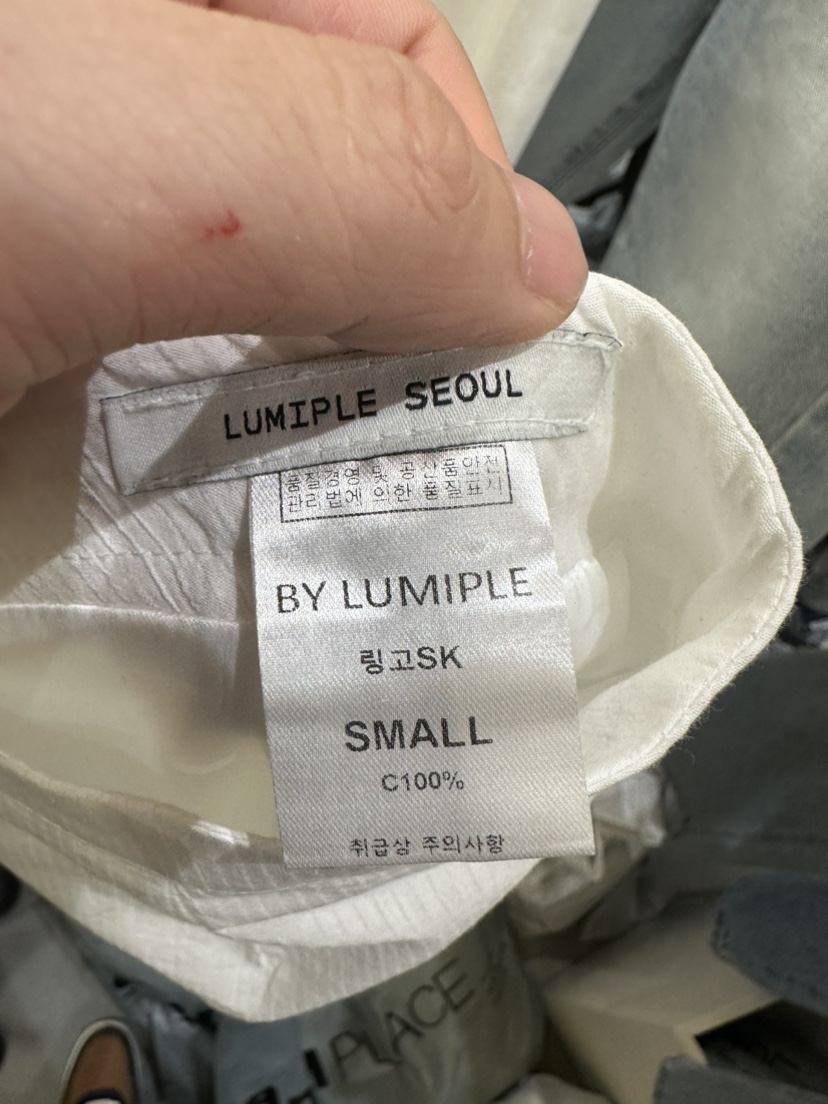 LUMIPLE SEOUL
품질경영 및 공산품안전
관리법에 의한 품질표시
BY LUMIPLE
링고SK
SMALL
C100%
취급상 주의사항
PLACE